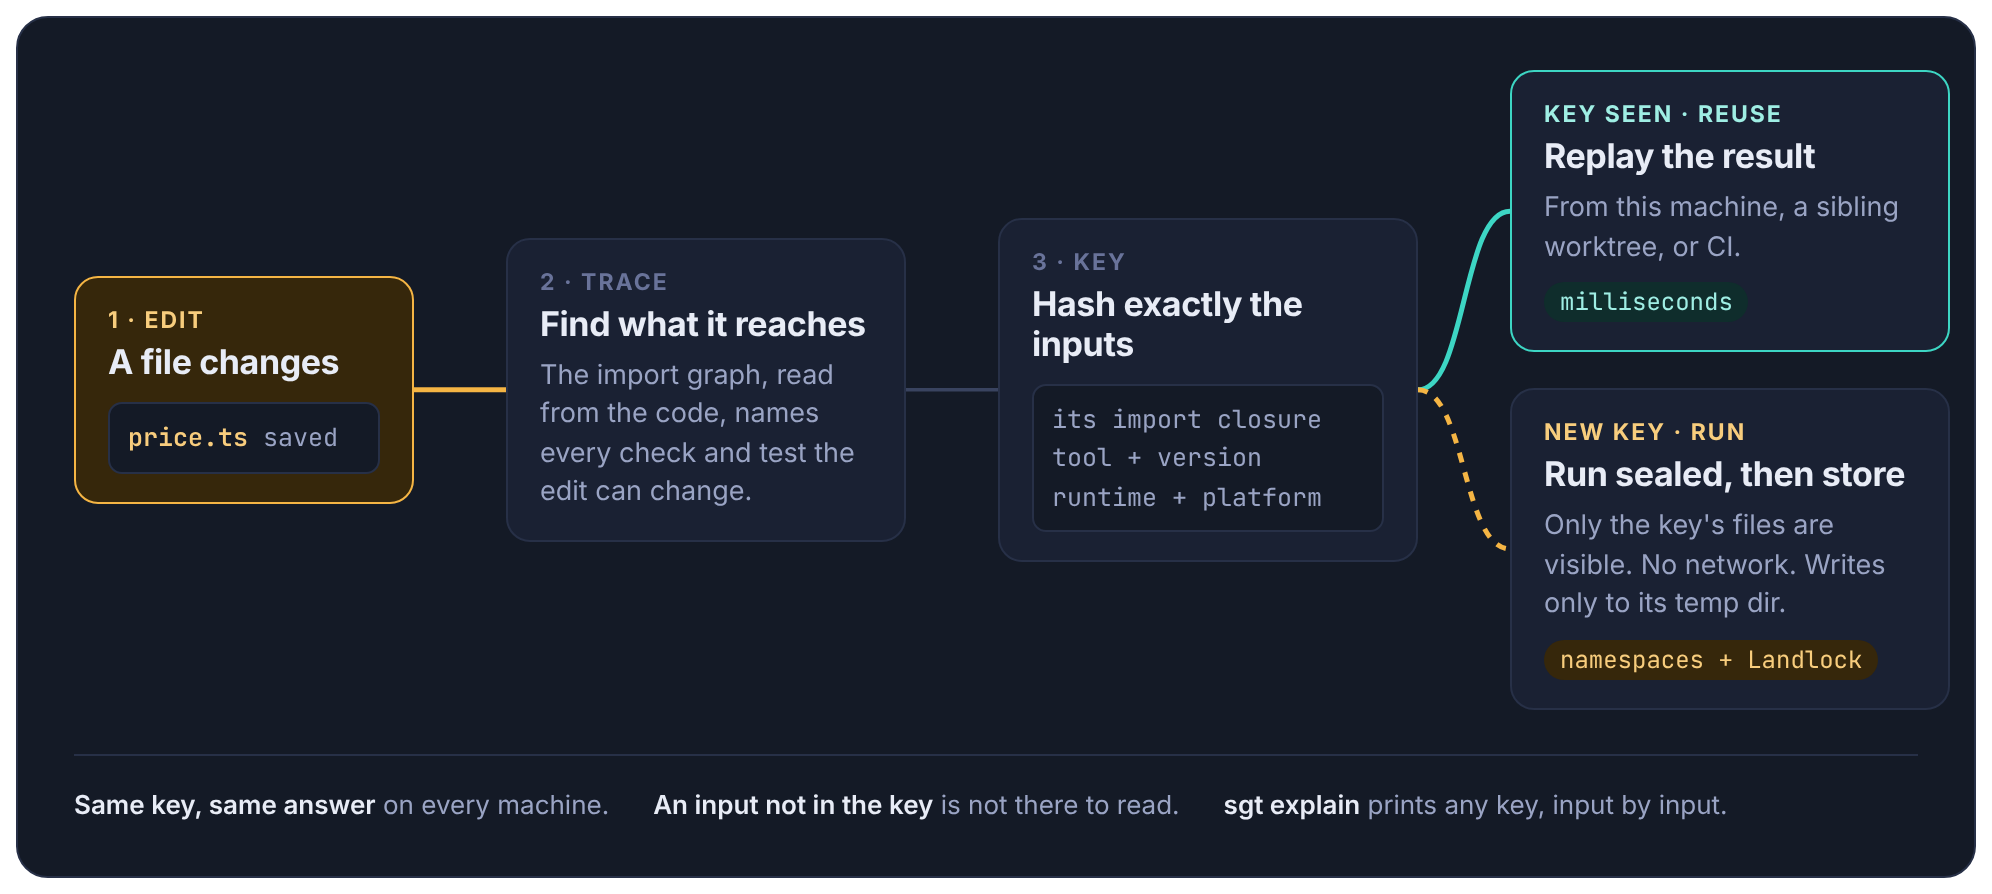 1 · EDIT
A file changes
price.ts saved
2 · TRACE
Find what it reaches
The import graph, read
from the code, names
every check and test the
edit can change.
3 · KEY
Hash exactly the
inputs
its import closure
tool + version
runtime + platform
KEY SEEN · REUSE
Replay the result
From this machine, a sibling
worktree, or CI.
milliseconds
NEW KEY · RUN
Run sealed, then store
Only the key's files are
visible. No network. Writes
only to its temp dir.
namespaces + Landlock
Same key, same answer on every machine. An input not in the key is not there to read. sgt explain prints any key, input by input.